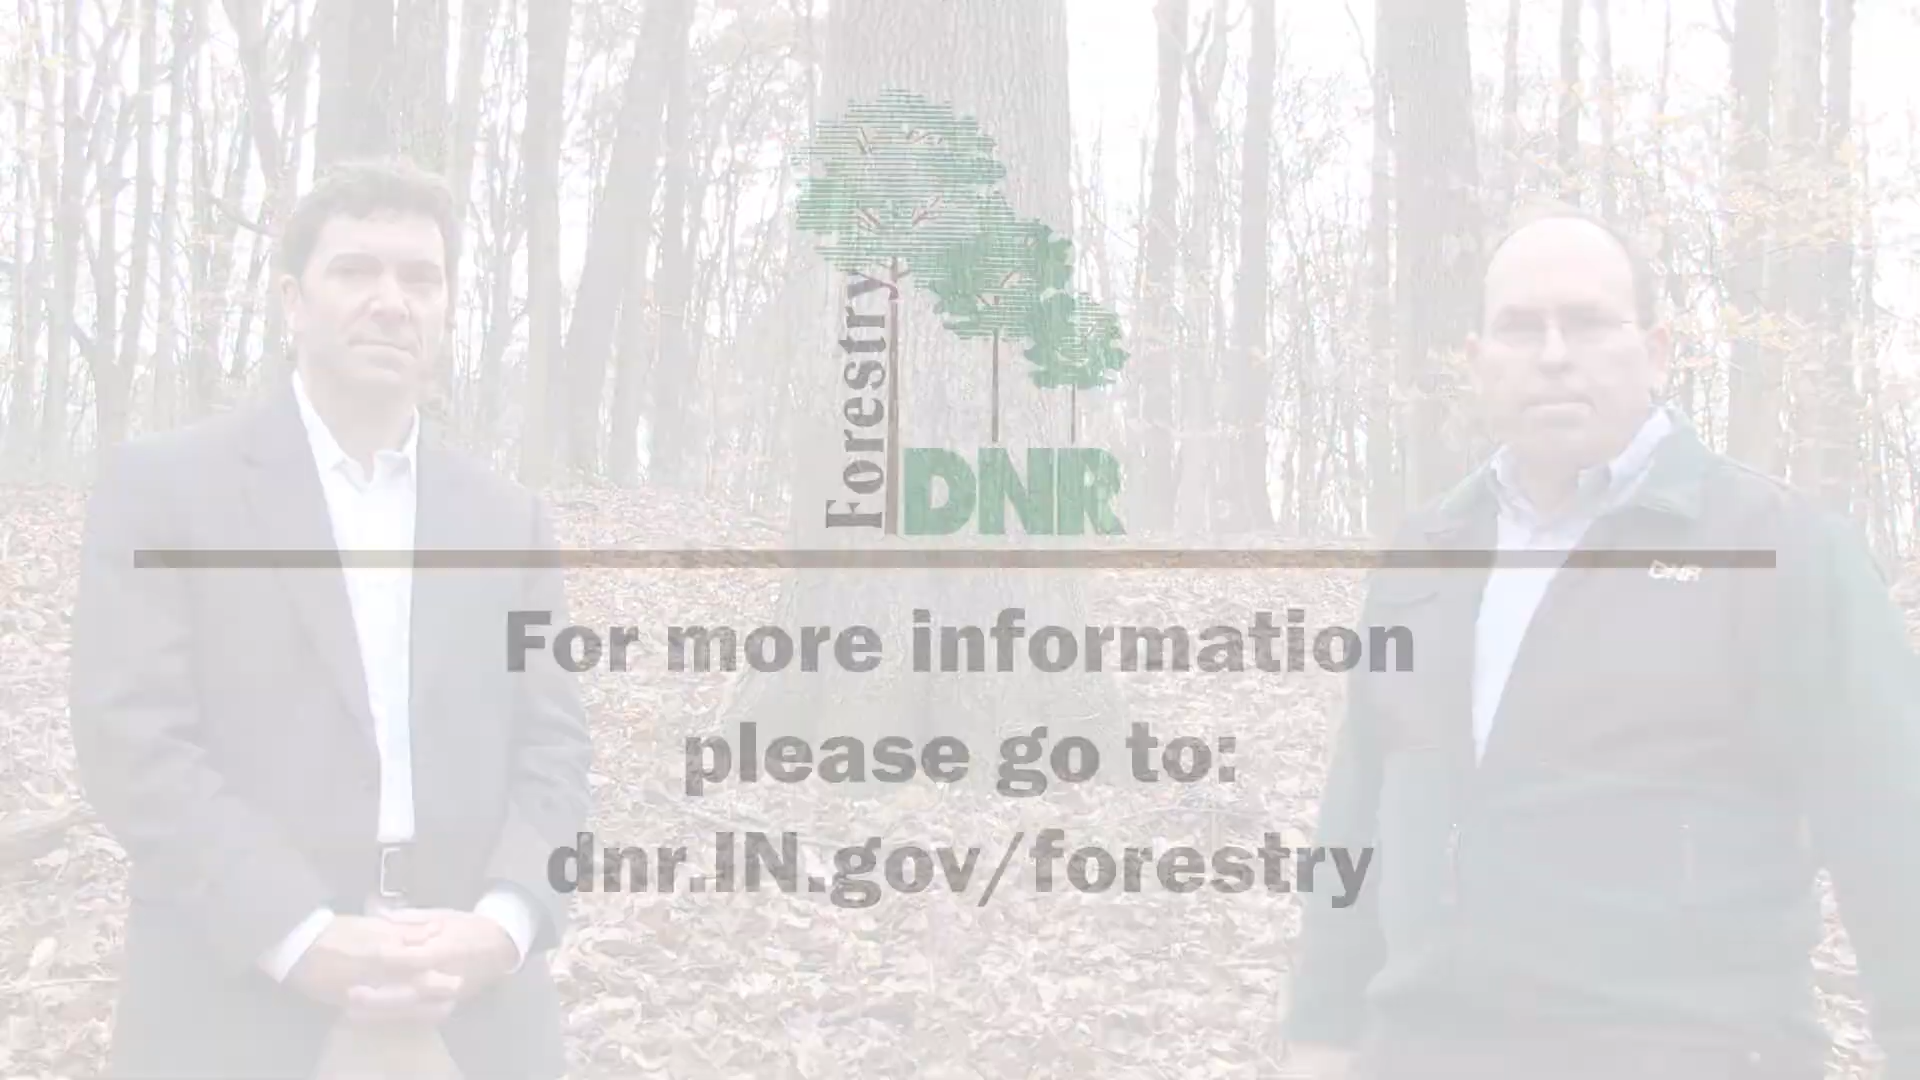 Forestry
DNR
DNR
For more information
please go to:
dnr.IN.gov/forestry